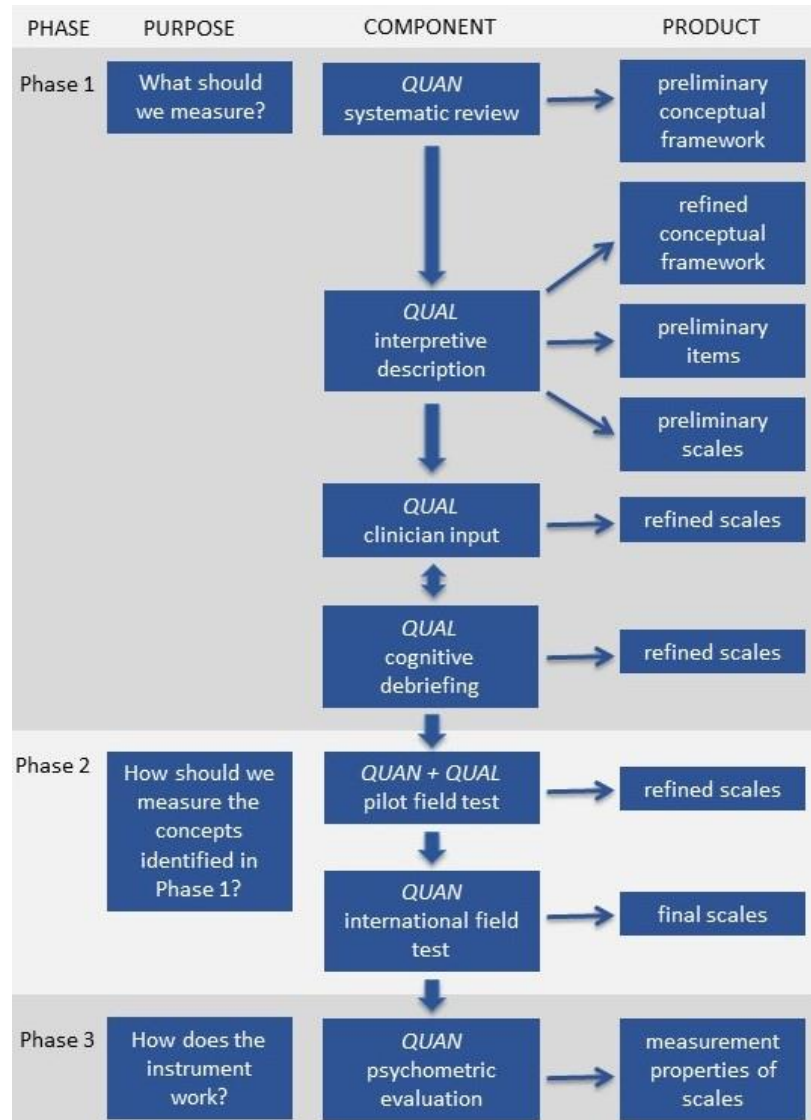 PHASE PURPOSE COMPONENT PRODUCT
Phase 1
What should
we measure?
QUAN
systematic review
preliminary
conceptual
framework
refined
conceptual
framework
QUAL
interpretive
description
preliminary
items
preliminary
scales
QUAL
clinician input
refined scales
QUAL
cognitive
debriefing
refined scales
Phase 2
How should we
measure the
concepts
identified in
Phase 1?
QUAN + QUAL
pilot field test
refined scales
QUAN
international field
test
final scales
Phase 3
How does the
instrument
work?
QUAN
psychometric
evaluation
measurement
properties of
scales